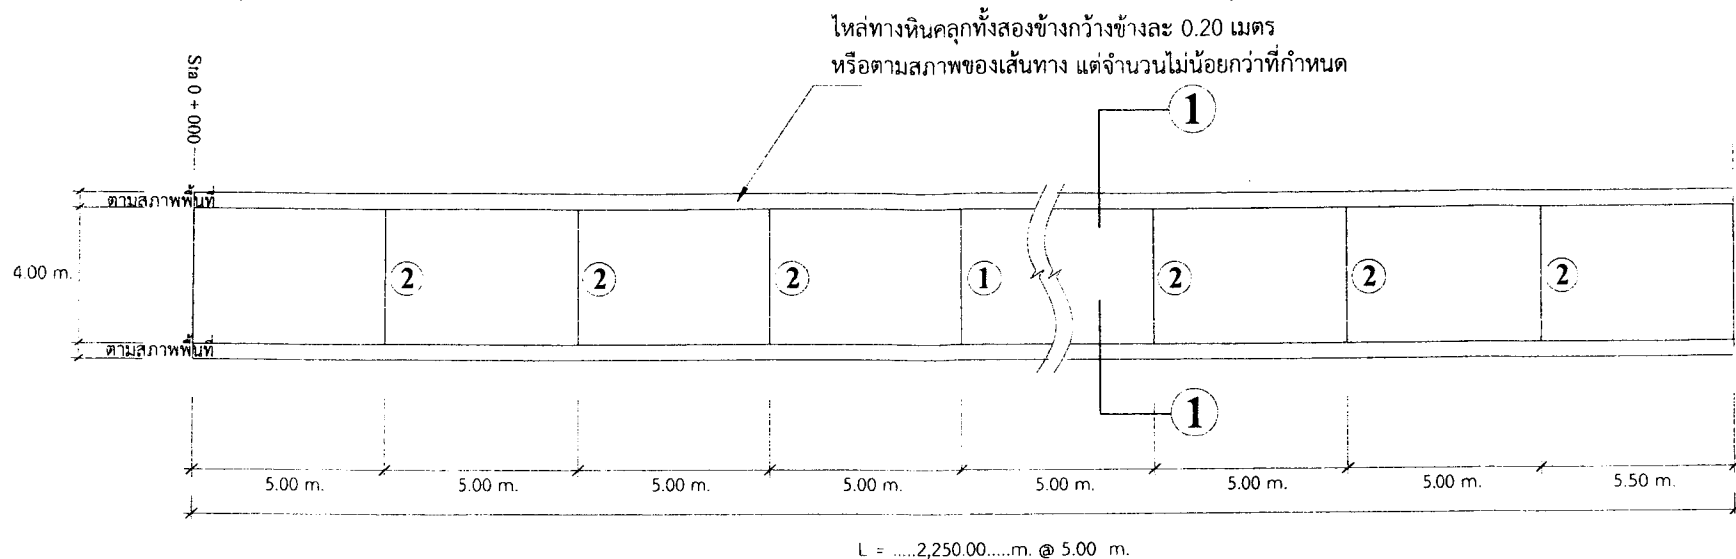 ไหล่ทางหินคลุกทั้งสองข้างกว้างข้างละ 0.20 เมตร
หรือตามสภาพของเส้นทาง แต่จำนวนไม่น้อยกว่าที่กำหนด
Sta 0 + 000
1
ตามสภาพพื้นที่
4.00 m.
2
2
2
1
2
2
2
ตามสภาพพื้นที่
1
5.00 m.
5.00 m.
5.00 m.
5.00 m.
5.00 m.
5.00 m.
5.00 m.
5.50 m.
L = .....2,250.00.....m. @ 5.00 m.